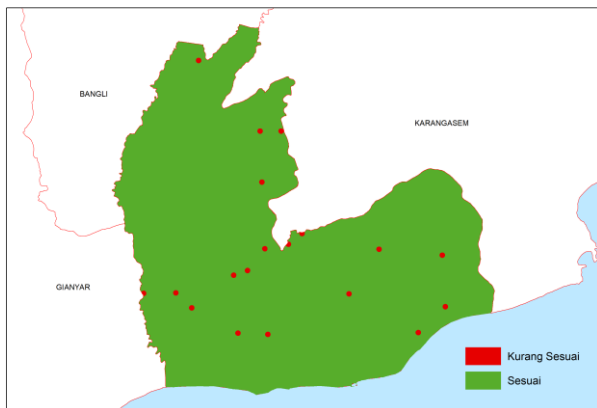 BANGLI
KARANGASEM
GIANYAR
Kurang Sesuai
Sesuai